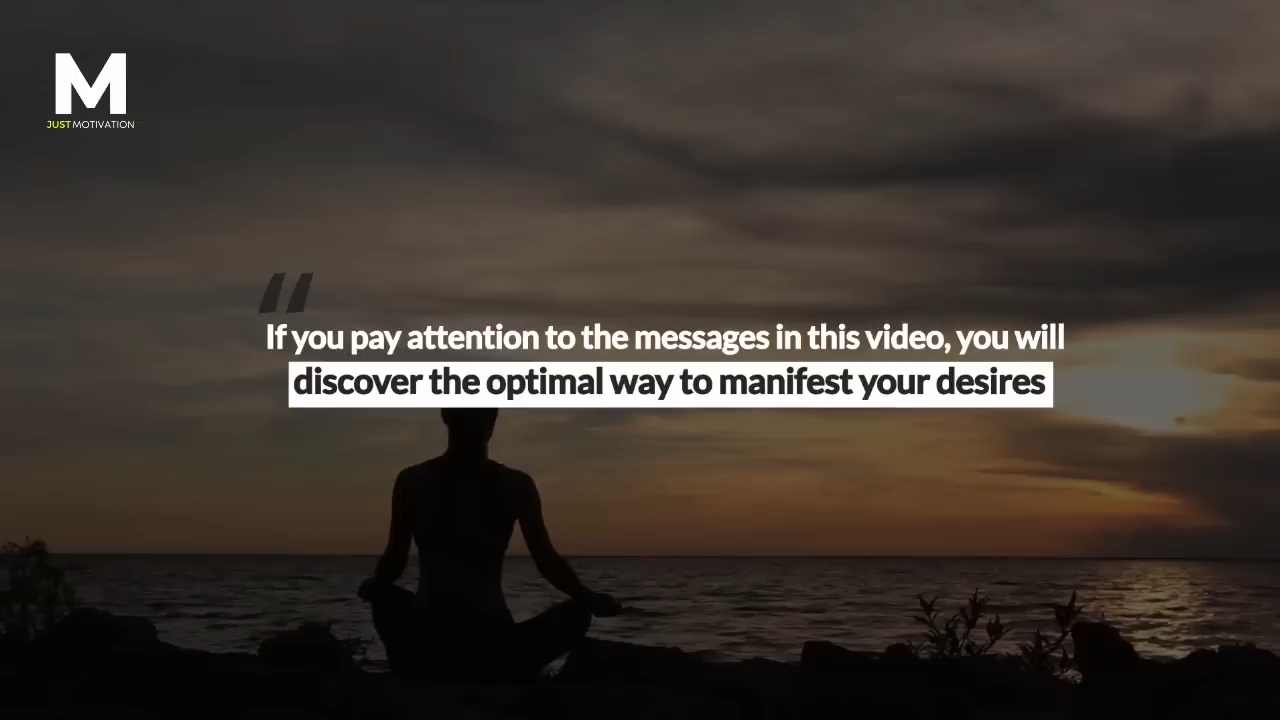 M
JUST MOTIVATION
“
If you pay attention to the messages in this video, you will
discover the optimal way to manifest your desires